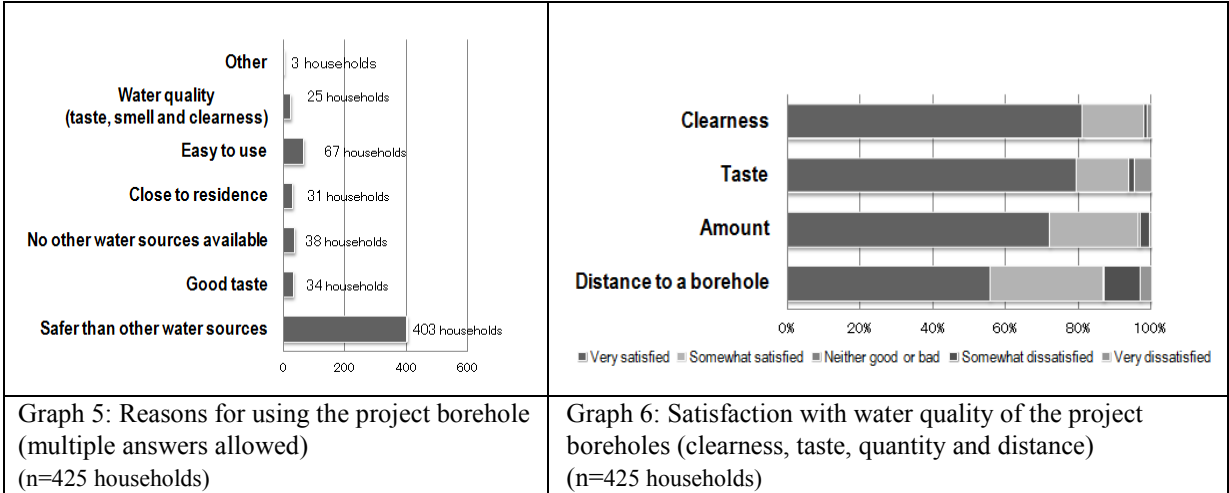 Other
3 households
Water quality
(taste, smell and clearness)
25 households
Easy to use
67 households
Close to residence
31 households
No other water sources available
38 households
Good taste
34 households
Safer than other water sources
403 households
0 200 400 600
Graph 5: Reasons for using the project borehole
(multiple answers allowed)
(n=425 households)
Clearness
Taste
Amount
Distance to a borehole
0% 20% 40% 60% 80% 100%
Very satisfied Somewhat satisfied Neither good or bad Somewhat dissatisfied Very dissatisfied
Graph 6: Satisfaction with water quality of the project
boreholes (clearness, taste, quantity and distance)
(n=425 households)